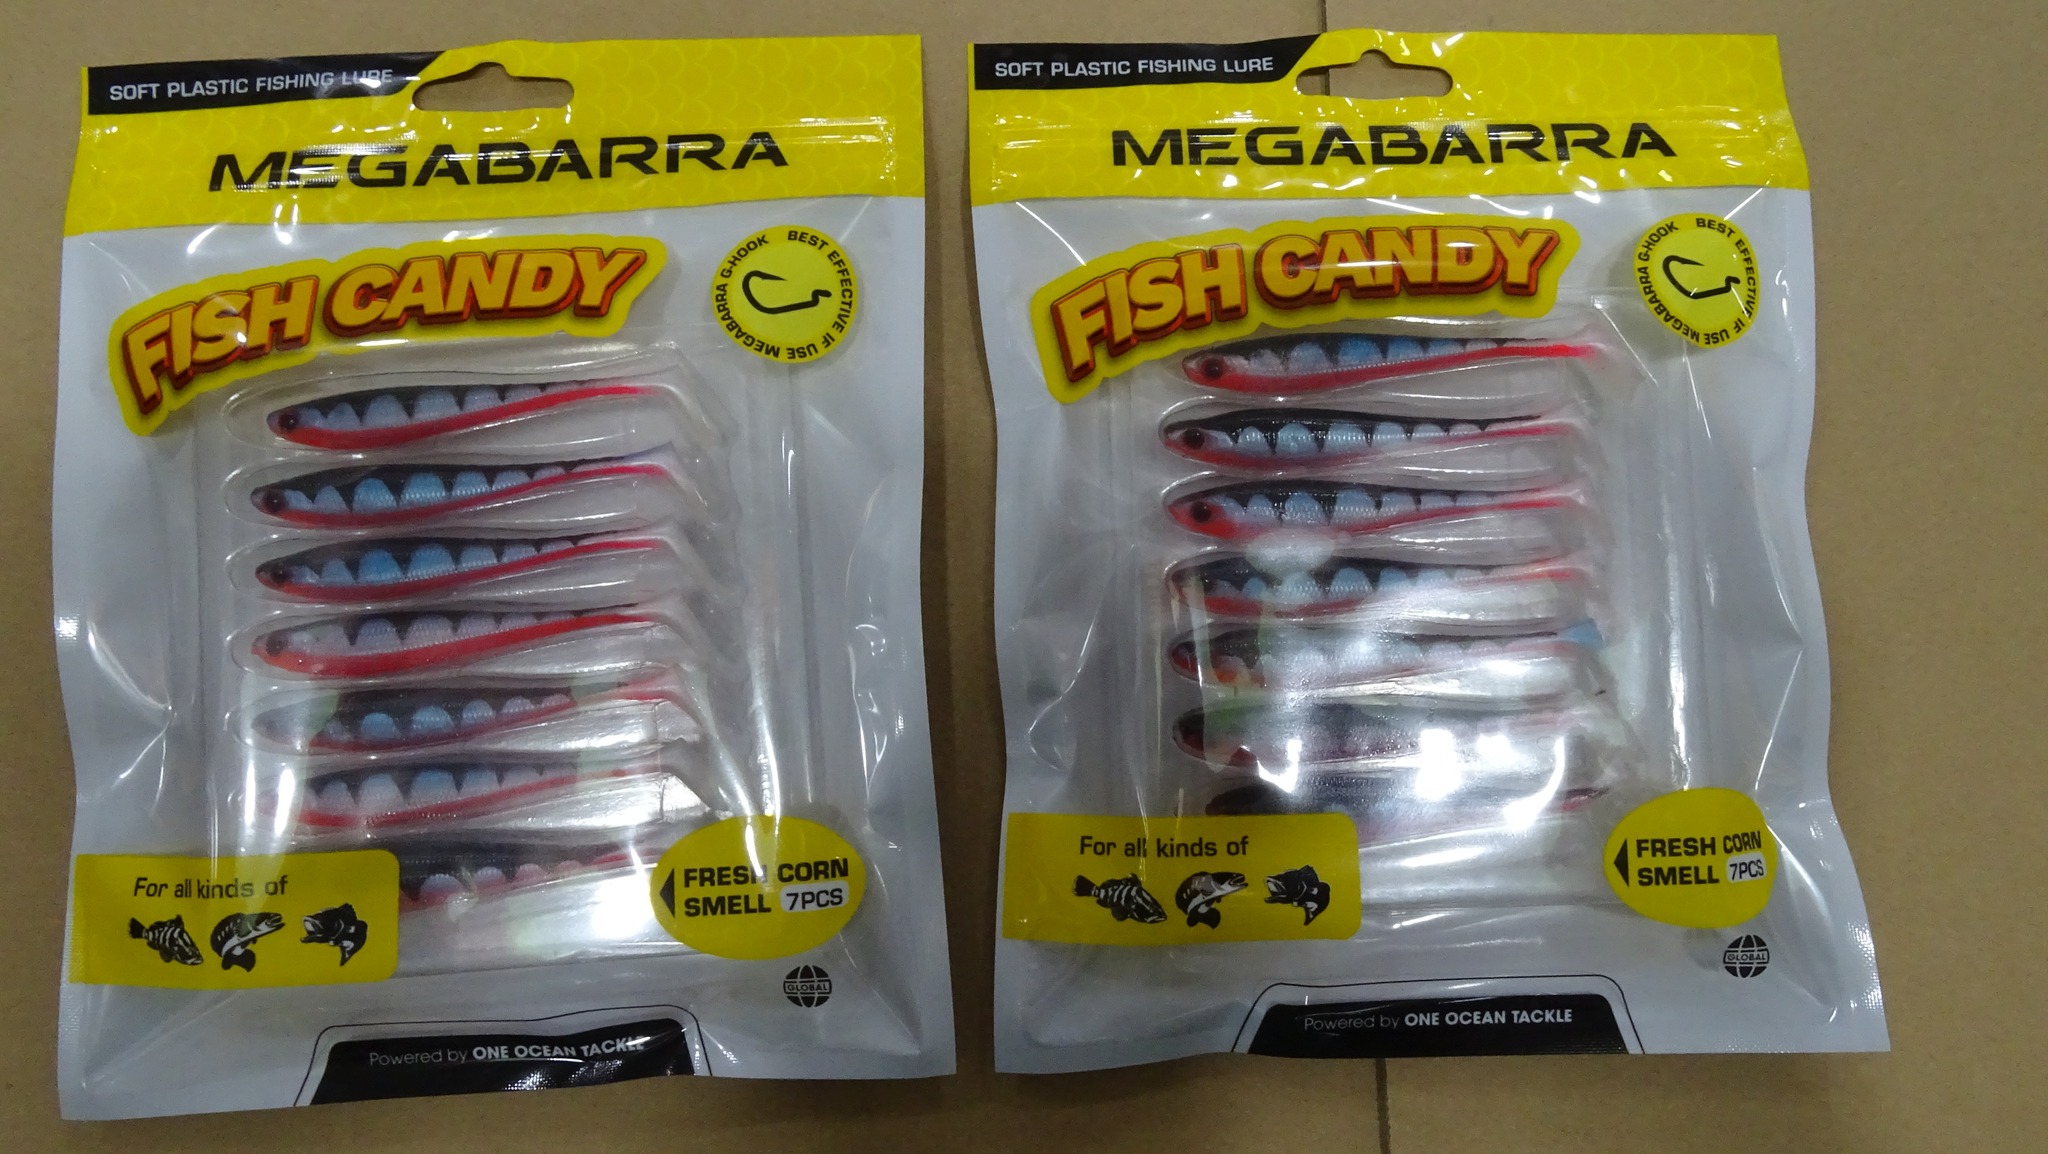 SOFT PLASTIC FISHING LURE
MEGABARRA
FISH CANDY
BEST EFFECTIVE IF USE MEGABARRA G-HOOK
For all kinds of
FRESH CORN
SMELL 7PCS
GLOBAL
Powered by ONE OCEAN TACKLE
SOFT PLASTIC FISHING LURE
MEGABARRA
FISH CANDY
BEST EFFECTIVE IF USE MEGABARRA G-HOOK
For all kinds of
FRESH CORN
SMELL 7PCS
GLOBAL
Powered by ONE OCEAN TACKLE